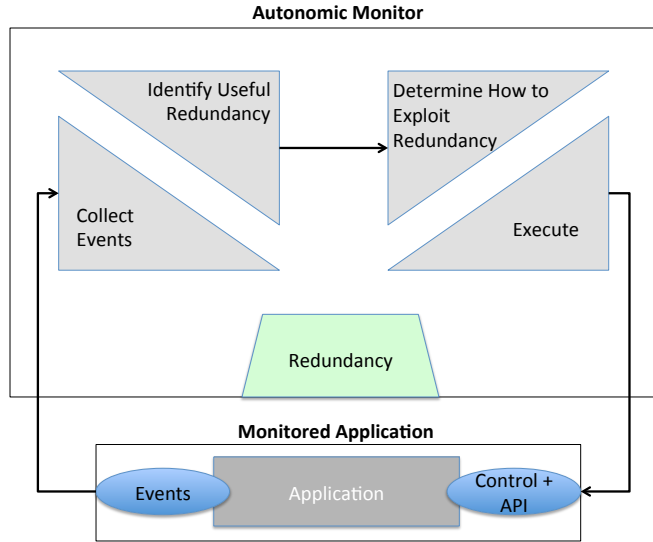 Autonomic Monitor
Identify Useful
Redundancy
Determine How to
Exploit
Redundancy
Collect
Events
Execute
Redundancy
Monitored Application
Events
Application
Control +
API